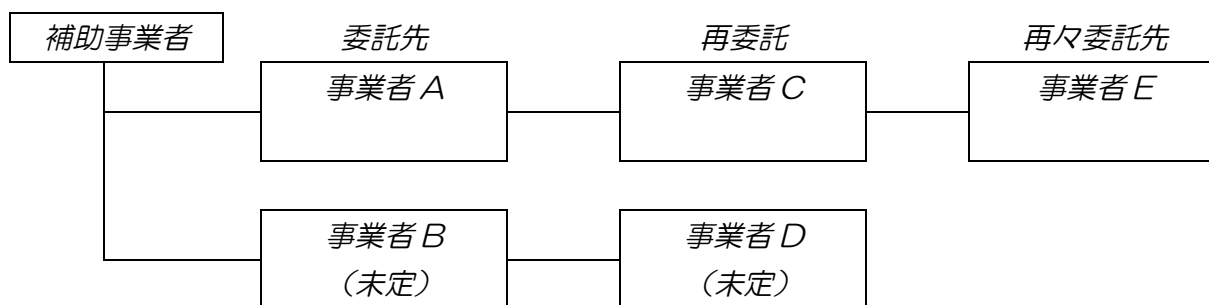 補助事業者
委託先
再委託
再々委託先
事業者A
事業者C
事業者E
事業者B
(未定)
事業者D
(未定)